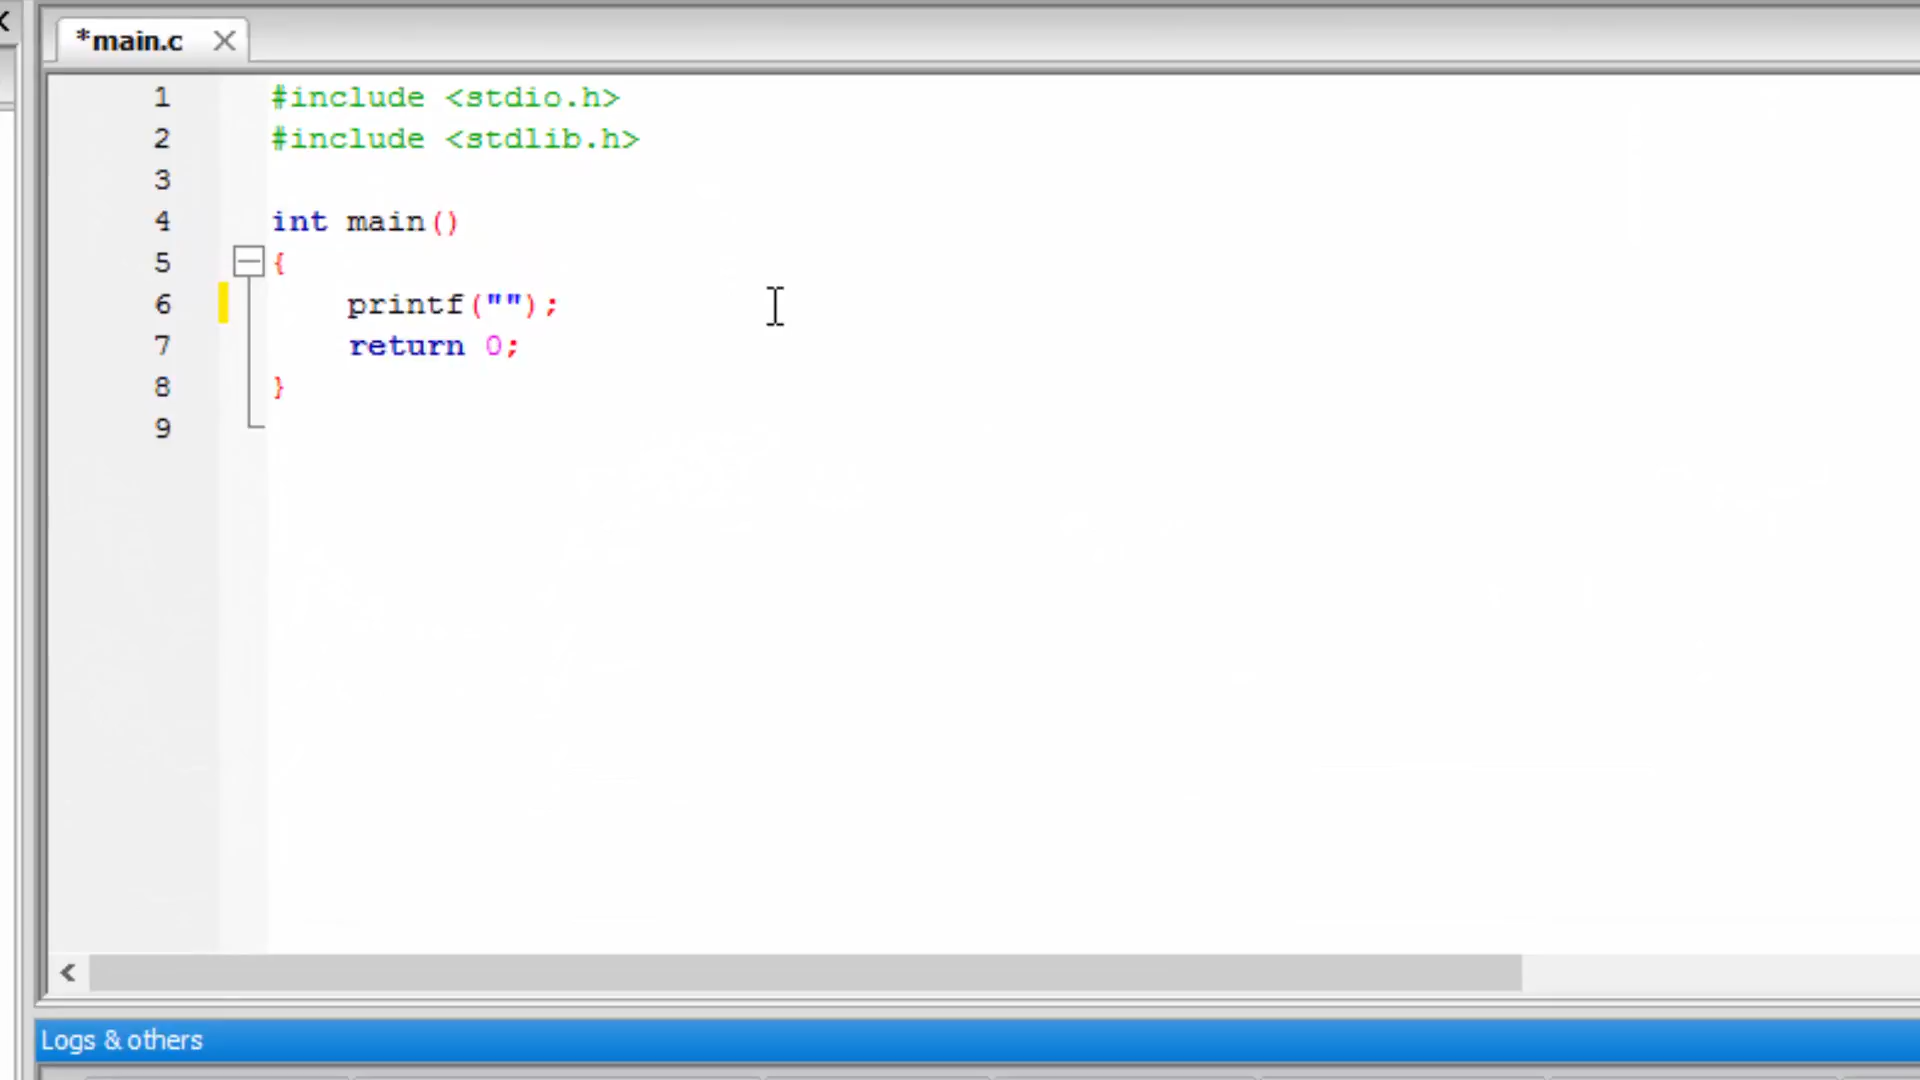 *main.c
1 #include <stdio.h>
2 #include <stdlib.h>
3
4 int main()
5 {
6 printf("");
7 return 0;
8 }
9
Logs & others